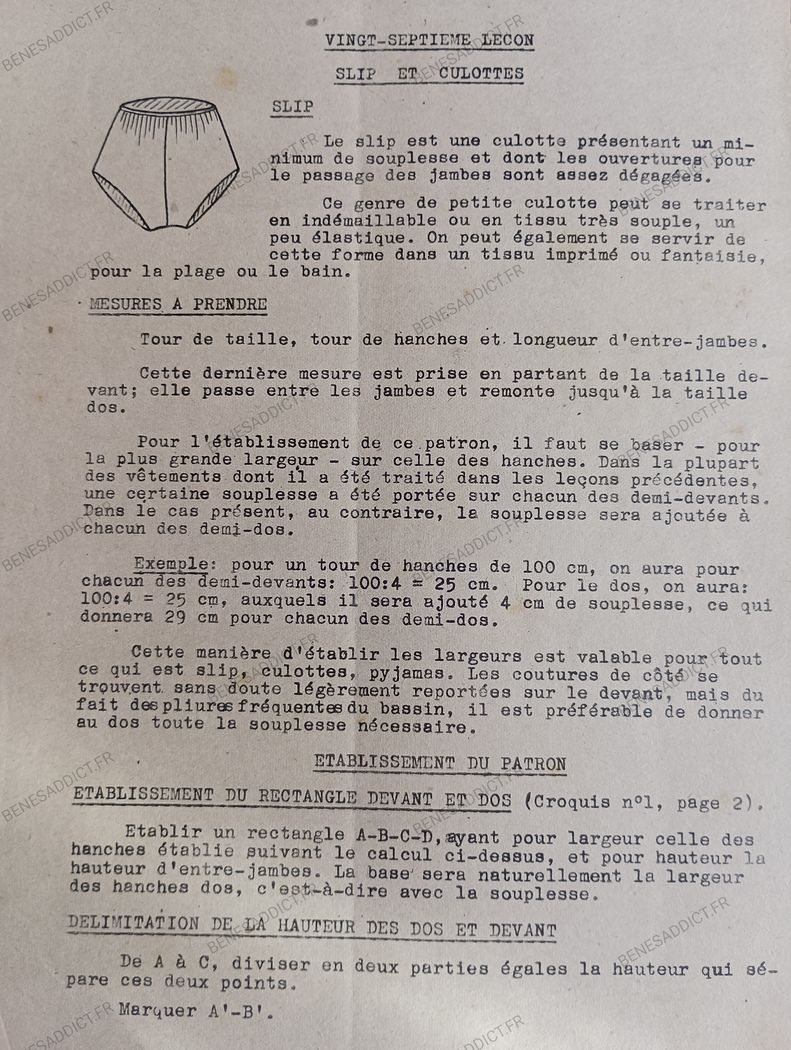 VINGT-SEPTIEME LECON
SLIP ET CULOTTES
SLIP
Le slip est une culotte présentant un mi-
nimum de souplesse et dont les ouvertures pour
le passage des jambes sont assez dégagées.
Ce genre de petite culotte peut se traiter
en indémaillable ou en tissu très souple, un
peu élastique. On peut également se servir de
cette forme dans un tissu imprimé ou fantaisie,
pour la plage ou le bain.
MESURES A PRENDRE
Tour de taille, tour de hanches et longueur d'entre-jambes.
Cette dernière mesure est prise en partant de la taille de-
vant; elle passe entre les jambes et remonte jusqu'à la taille
dos.
Pour l'établissement de ce patron, il faut se baser - pour
la plus grande largeur - sur celle des hanches. Dans la plupart
des vêtements dont il a été traité dans les leçons précédentes,
une certaine souplesse a été portée sur chacun des demi-devants.
Dans le cas présent, au contraire, la souplesse sera ajoutée à
chacun des demi-dos.
Exemple: pour un tour de hanches de 100 cm, on aura pour
chacun des demi-devants: 100:4 = 25 cm. Pour le dos, on aura:
100:4 = 25 cm, auxquels il sera ajouté 4 cm de souplesse, ce qui
donnera 29 cm pour chacun des demi-dos.
Cette manière d'établir les largeurs est valable pour tout
ce qui est slip, culottes, pyjamas. Les coutures de côté se
trouvent sans doute légèrement reportées sur le devant, mais du
fait des pliures fréquentes du bassin, il est préférable de donner
au dos toute la souplesse nécessaire.
ETABLISSEMENT DU PATRON
ETABLISSEMENT DU RECTANGLE DEVANT ET DOS (Croquis n°1, page 2).
Etablir un rectangle A-B-C-D, ayant pour largeur celle des
hanches établie suivant le calcul ci-dessus, et pour hauteur la
hauteur d'entre-jambes. La base sera naturellement la largeur
des hanches dos, c'est-à-dire avec la souplesse.
DELIMITATION DE LA HAUTEUR DES DOS ET DEVANT
De A à C, diviser en deux parties égales la hauteur qui sé-
pare ces deux points.
Marquer A'-B'.
BENESADDICT.FR